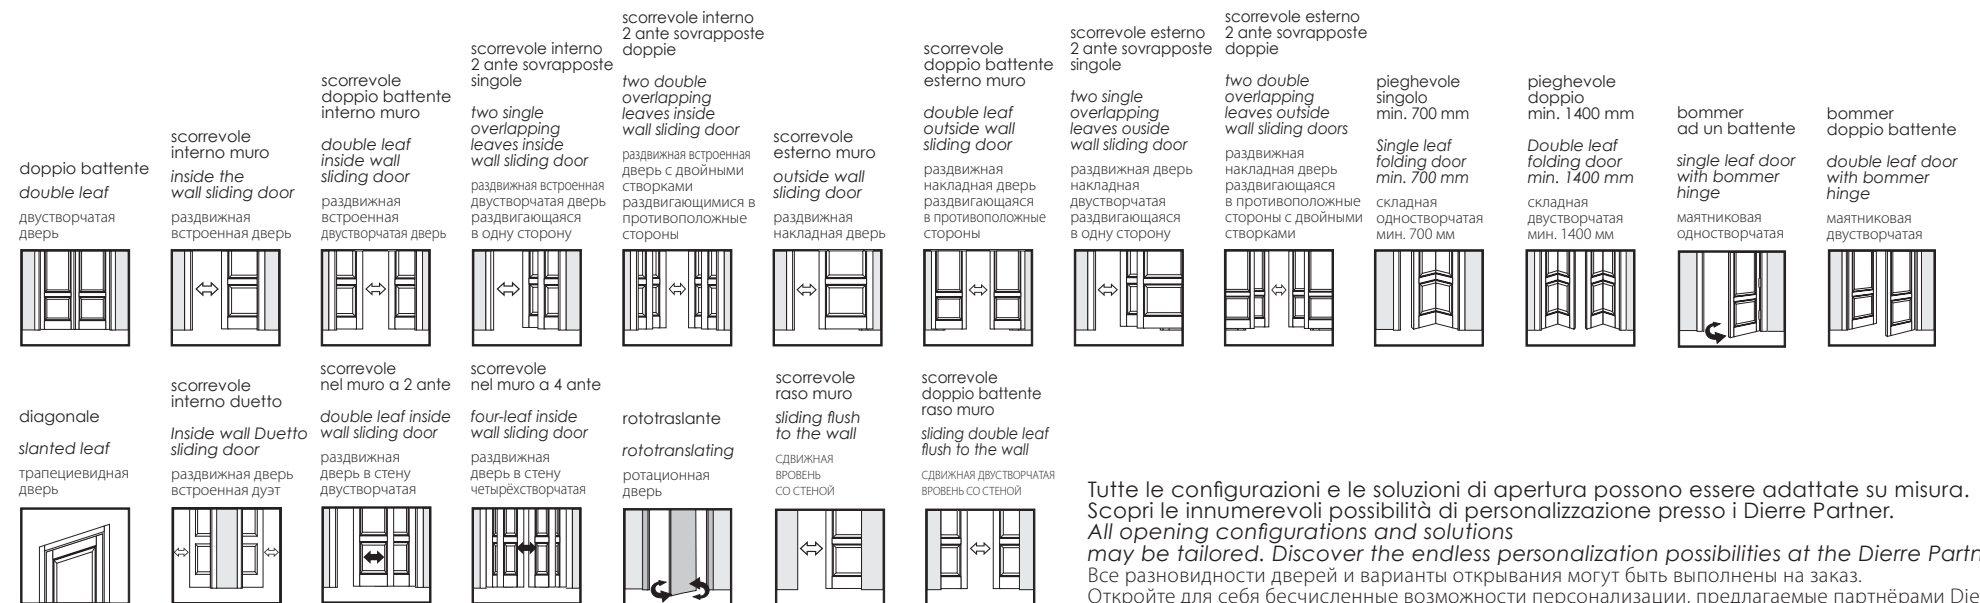 doppio battente
double leaf
двустворчатая
дверь
scorrevole
interno muro
inside the
wall sliding door
раздвижная
встроенная дверь
scorrevole
doppio battente
interno muro
double leaf
inside wall
sliding door
раздвижная
встроенная
двустворчатая дверь
scorrevole interno
2 ante sovrapposte
singole
two single
overlapping
leaves inside
wall sliding door
раздвижная встроенная
двустворчатая дверь
раздвигающаяся
в одну сторону
scorrevole interno
2 ante sovrapposte
doppie
two double
overlapping
leaves inside
wall sliding door
раздвижная встроенная
дверь с двойными
створками
раздвигающимися в
противоположные
стороны
scorrevole
esterno muro
outside wall
sliding door
раздвижная
накладная дверь
scorrevole
doppio battente
esterno muro
double leaf
outside wall
sliding door
раздвижная
накладная дверь
раздвигающаяся
в противоположные
стороны
scorrevole esterno
2 ante sovrapposte
singole
two single
overlapping
leaves ouside
wall sliding door
раздвижная дверь
накладная
двустворчатая
раздвигающаяся
в одну сторону
scorrevole esterno
2 ante sovrapposte
doppie
two double
overlapping
leaves outside
wall sliding doors
раздвижная
накладная дверь
раздвигающаяся
в противоположные
стороны с двойными
створками
pieghevole
singolo
min. 700 mm
Single leaf
folding door
min. 700 mm
складная
одностворчатая
мин. 700 мм
pieghevole
doppio
min. 1400 mm
Double leaf
folding door
min. 1400 mm
складная
двустворчатая
мин. 1400 мм
bommer
ad un battente
single leaf door
with bommer
hinge
маятниковая
одностворчатая
bommer
doppio battente
double leaf door
with bommer
hinge
маятниковая
двустворчатая
diagonale
slanted leaf
трапециевидная
дверь
scorrevole
interno duetto
Inside wall Duetto
sliding door
раздвижная дверь
встроенная дуэт
scorrevole
nel muro a 2 ante
double leaf inside
wall sliding door
раздвижная
дверь в стену
двустворчатая
scorrevole
nel muro a 4 ante
four-leaf inside
wall sliding door
раздвижная
дверь в стену
четырёхстворчатая
rototraslante
rototranslating
ротационная
дверь
scorrevole
raso muro
sliding flush
to the wall
СДВИЖНАЯ
ВРОВЕНЬ
СО СТЕНОЙ
scorrevole
doppio battente
raso muro
sliding double leaf
flush to the wall
СДВИЖНАЯ ДВУСТВОРЧАТАЯ
ВРОВЕНЬ СО СТЕНОЙ
Tutte le configurazioni e le soluzioni di apertura possono essere adattate su misura.
Scopri le innumerevoli possibilità di personalizzazione presso i Dierre Partner.
All opening configurations and solutions
may be tailored. Discover the endless personalization possibilities at the Dierre Partn
Все разновидности дверей и варианты открывания могут быть выполнены на заказ.
Откройте для себя бесчисленные возможности персонализации, предлагаемые партнёрами Die